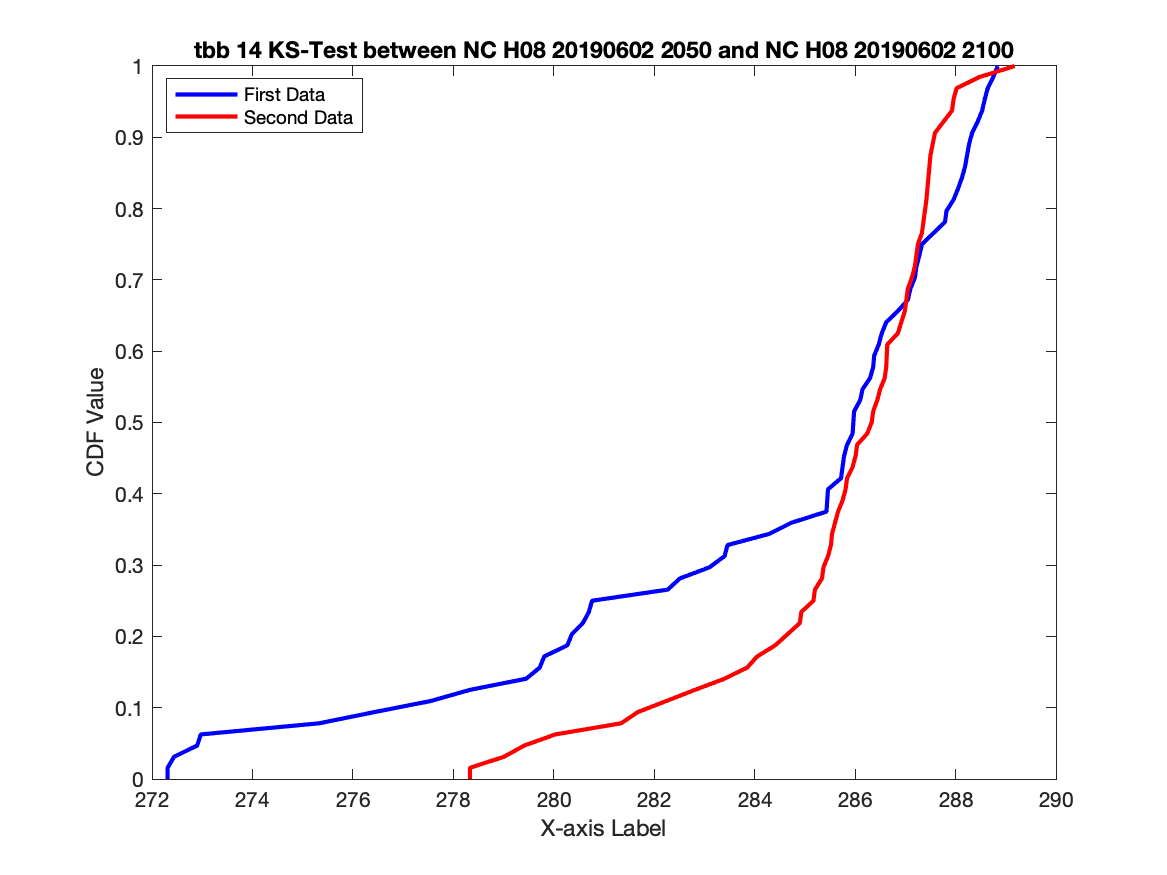 tbb 14 KS-Test between NC H08 20190602 2050 and NC H08 20190602 2100
First Data
Second Data
CDF Value
1
0.9
0.8
0.7
0.6
0.5
0.4
0.3
0.2
0.1
0
272 274 276 278 280 282 284 286 288 290
X-axis Label